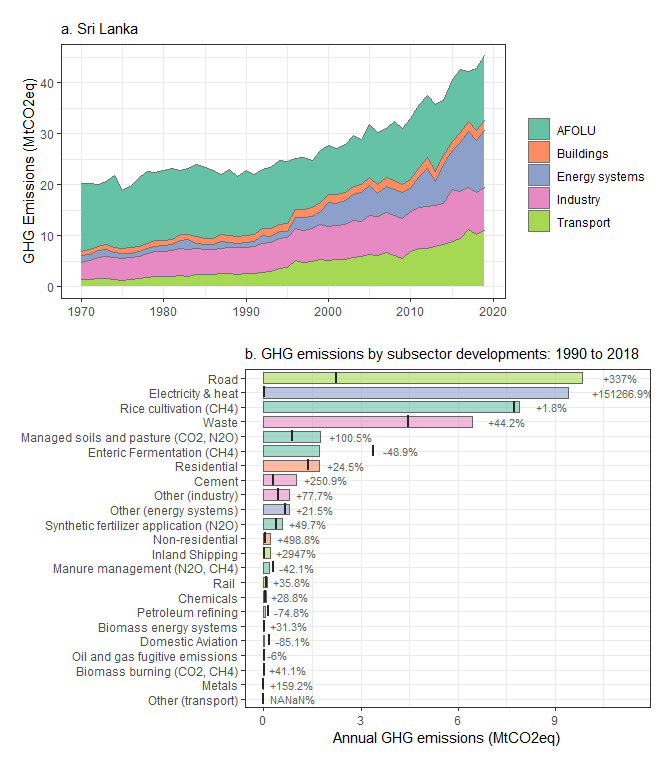 a. Sri Lanka
GHG Emissions (MtCO2eq)
40
30
20
10
0
1970
1980
1990
2000
2010
2020
AFOLU
Buildings
Energy systems
Industry
Transport
b. GHG emissions by subsector developments: 1990 to 2018
Road +337%
Electricity & heat +151266.9%
Rice cultivation (CH4) +1.8%
Waste +44.2%
Managed soils and pasture (CO2, N2O) +100.5%
Enteric Fermentation (CH4) -48.9%
Residential +24.5%
Cement +250.9%
Other (industry) +77.7%
Other (energy systems) +21.5%
Synthetic fertilizer application (N2O) +49.7%
Non-residential +498.8%
Inland Shipping +2947%
Manure management (N2O, CH4) -42.1%
Rail +35.8%
Chemicals +28.8%
Petroleum refining -74.8%
Biomass energy systems +31.3%
Domestic Aviation -85.1%
Oil and gas fugitive emissions -6%
Biomass burning (CO2, CH4) +41.1%
Metals +159.2%
Other (transport) NANaN%
0
3
6
9
Annual GHG emissions (MtCO2eq)